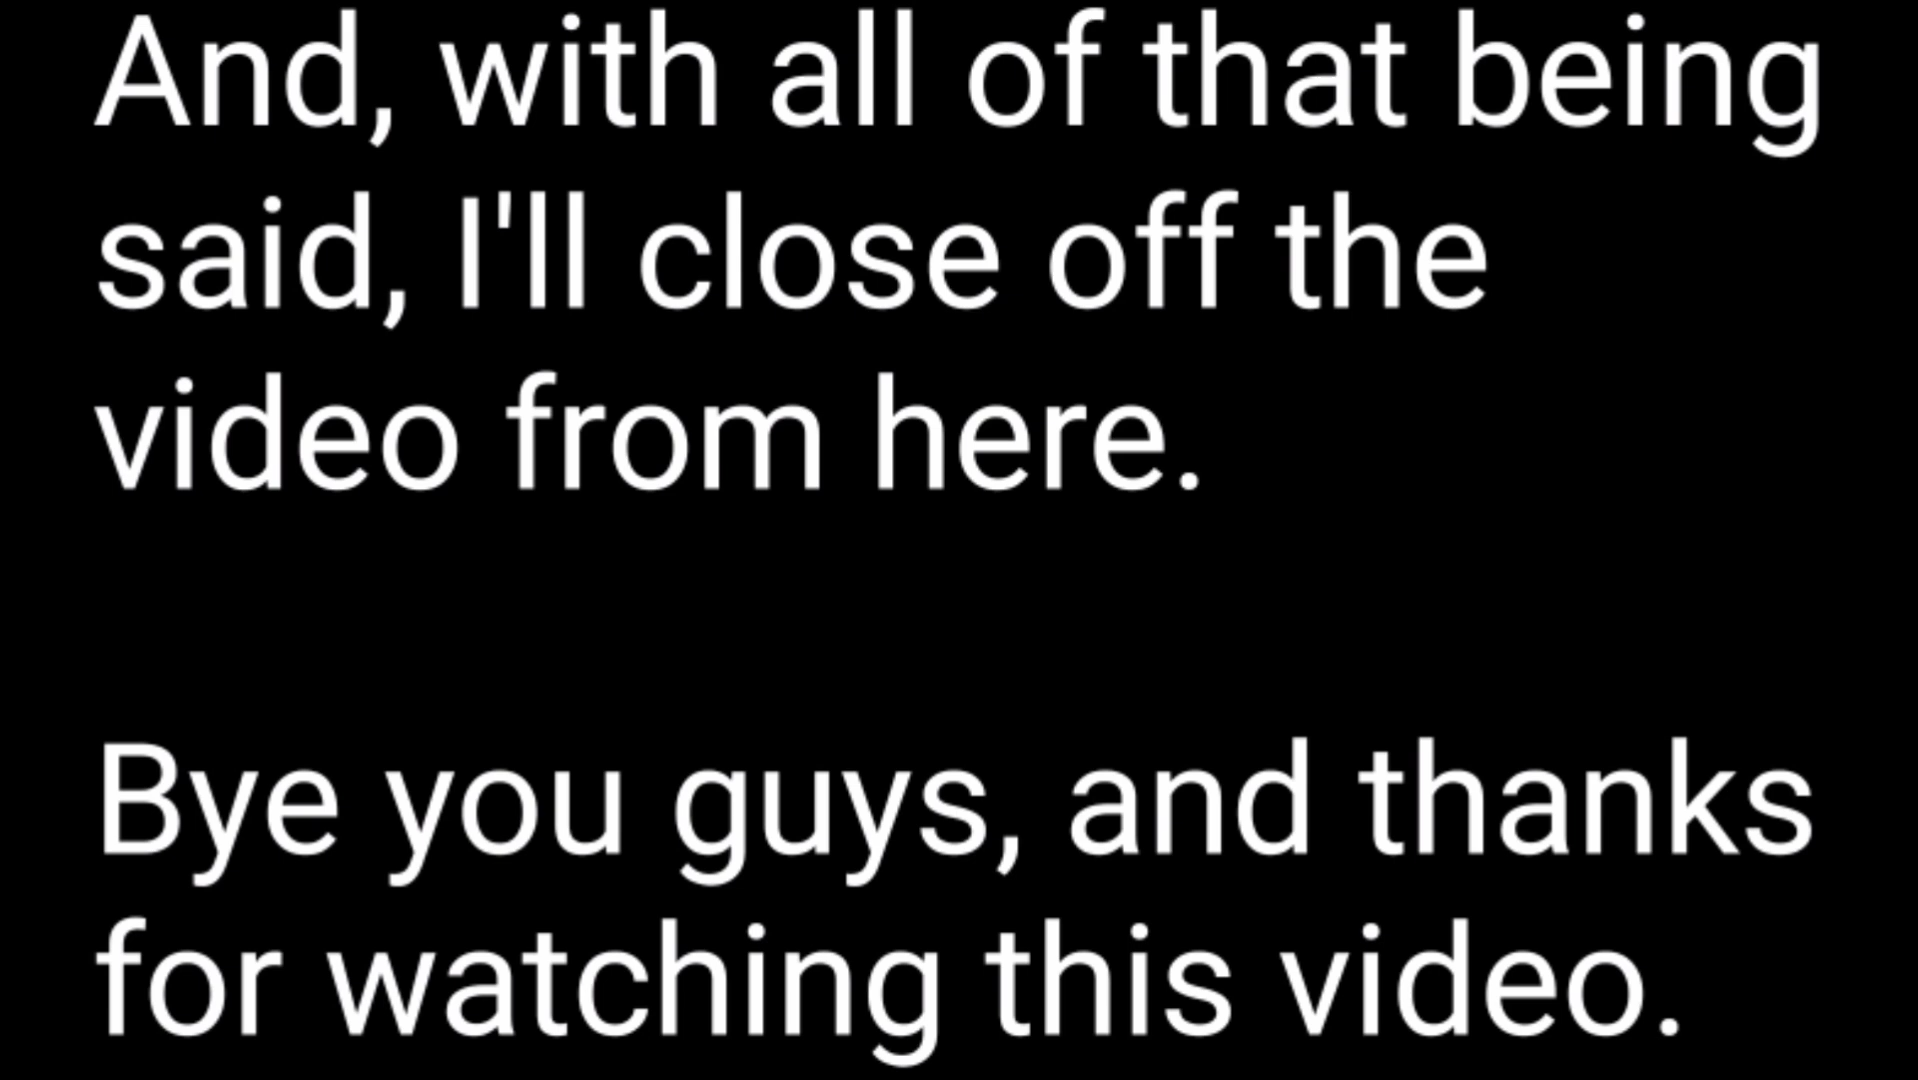 And, with all of that being
said, I'll close off the
video from here.
Bye you guys, and thanks
for watching this video.